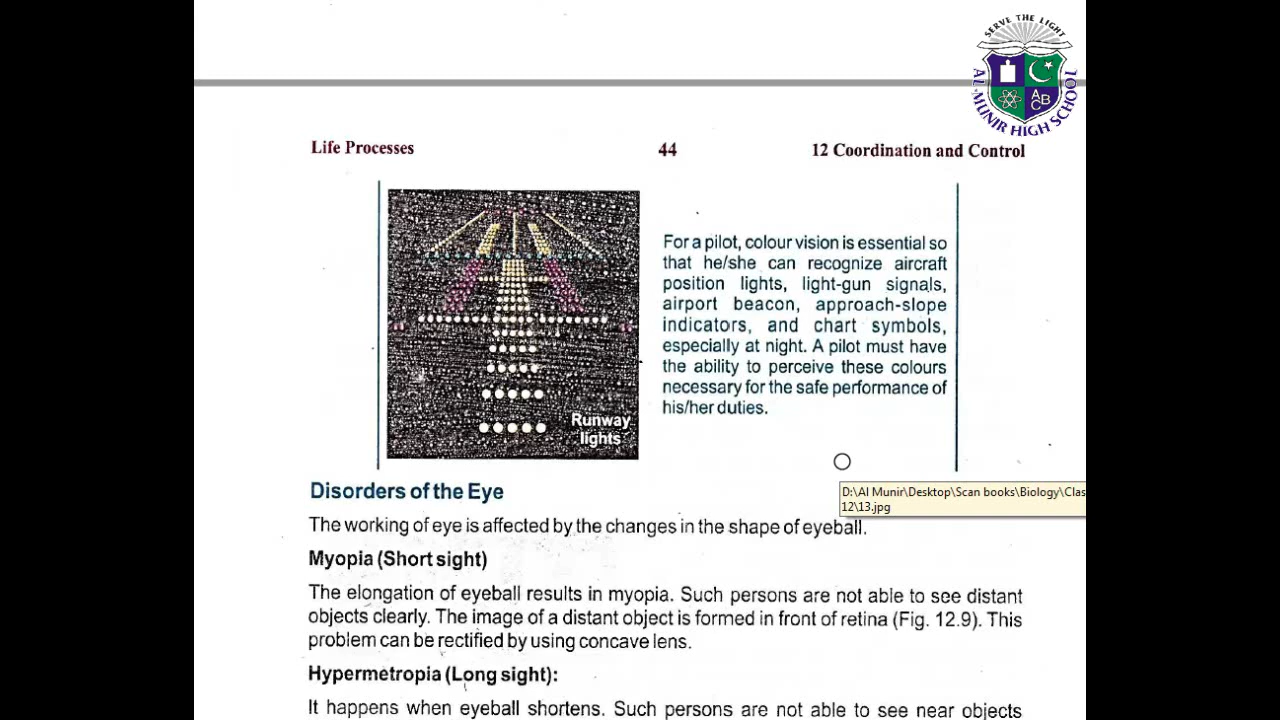 SERVE THE LIGHT
AL-MUNIR HIGH SCHOOL
A B
C
Life Processes 44 12 Coordination and Control
Runway
lights
For a pilot, colour vision is essential so
that he/she can recognize aircraft
position lights, light-gun signals,
airport beacon, approach-slope
indicators, and chart symbols,
especially at night. A pilot must have
the ability to perceive these colours
necessary for the safe performance of
his/her duties.
D:\Al Munir\Desktop\Scan books\Biology\Clas
12\13.jpg
Disorders of the Eye
The working of eye is affected by the changes in the shape of eyeball.
Myopia (Short sight)
The elongation of eyeball results in myopia. Such persons are not able to see distant
objects clearly. The image of a distant object is formed in front of retina (Fig. 12.9). This
problem can be rectified by using concave lens.
Hypermetropia (Long sight):
It happens when eyeball shortens. Such persons are not able to see near objects